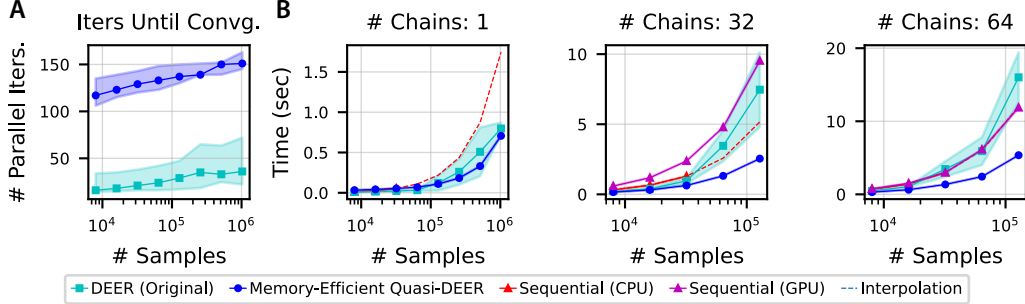 A
Iters Until Convg.
# Parallel Iters.
150
100
50
10⁴
10⁵
10⁶
# Samples
B
# Chains: 1
Time (sec)
1.5
1.0
0.5
0.0
10⁴
10⁵
10⁶
# Samples
# Chains: 32
10
5
0
10⁴
10⁵
# Samples
# Chains: 64
20
10
0
10⁴
10⁵
# Samples
DEER (Original)
Memory-Efficient Quasi-DEER
Sequential (CPU)
Sequential (GPU)
Interpolation